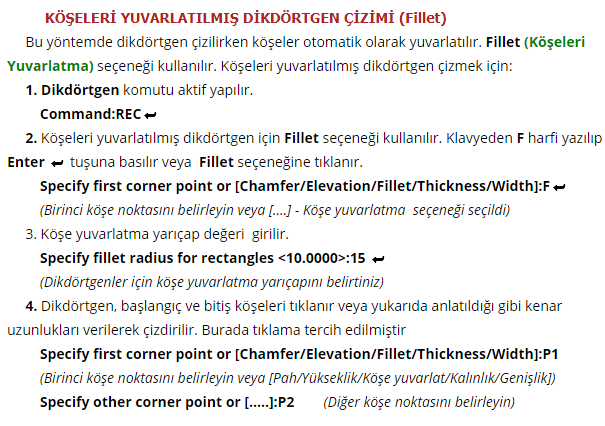 KÖŞELERİ YUVARLATILMIŞ DİKDÖRTGEN ÇİZİMİ (Fillet)
Bu yöntemde dikdörtgen çizilirken köşeler otomatik olarak yuvarlatılır. Fillet (Köşeleri
Yuvarlatma) seçeneği kullanılır. Köşeleri yuvarlatılmış dikdörtgen çizmek için:
1. Dikdörtgen komutu aktif yapılır.
Command:REC↵
2. Köşeleri yuvarlatılmış dikdörtgen için Fillet seçeneği kullanılır. Klavyeden F harfi yazılıp
Enter ↵ tuşuna basılır veya Fillet seçeneğine tıklanır.
Specify first corner point or [Chamfer/Elevation/Fillet/Thickness/Width]:F↵
(Birinci köşe noktasını belirleyin veya [....] - Köşe yuvarlatma seçeneği seçildi)
3. Köşe yuvarlatma yarıçap değeri girilir.
Specify fillet radius for rectangles <10.0000>:15 ↵
(Dikdörtgenler için köşe yuvarlatma yarıçapını belirtiniz)
4. Dikdörtgen, başlangıç ve bitiş köşeleri tıklanır veya yukarıda anlatıldığı gibi kenar
uzunlukları verilerek çizdirilir. Burada tıklama tercih edilmiştir
Specify first corner point or [Chamfer/Elevation/Fillet/Thickness/Width]:P1
(Birinci köşe noktasını belirleyin veya [Pah/Yükseklik/Köşe yuvarlat/Kalınlık/Genişlik])
Specify other corner point or [.....]:P2 (Diğer köşe noktasını belirleyin)